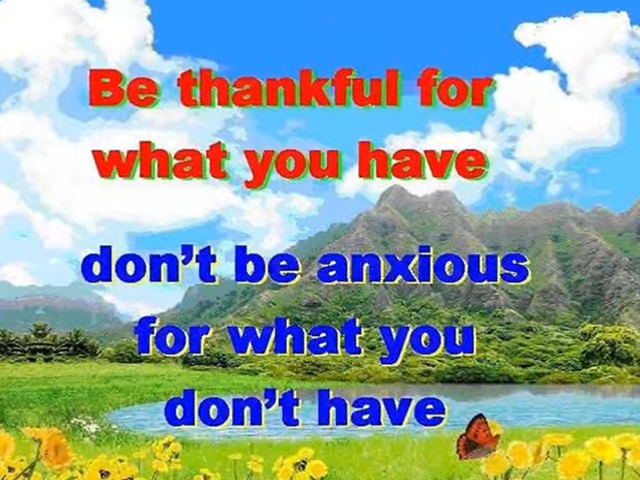 Be thankful for
what you have
don't be anxious
for what you
don't have